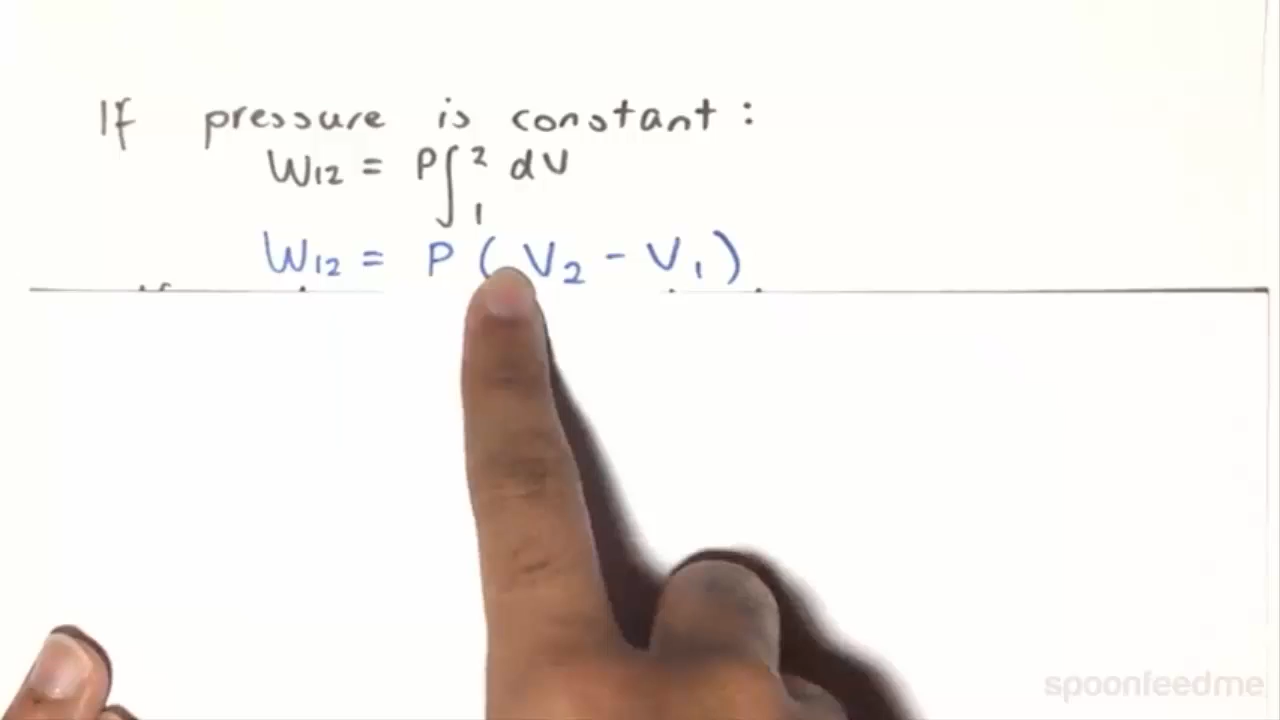 If pressure is constant:
W₁₂ = P∫₁² dV
W₁₂ = P (V₂ - V₁)
spoonfeedme